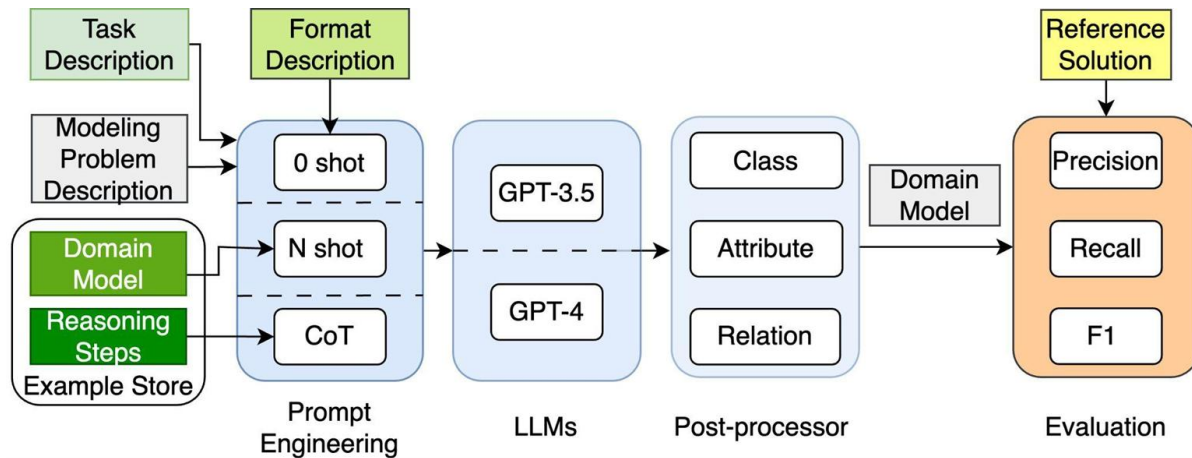 Task
Description
Format
Description
Reference
Solution
Modeling
Problem
Description
0 shot
GPT-3.5
Class
Domain
Model
Precision
Domain
Model
N shot
Attribute
Recall
GPT-4
Reasoning
Steps
CoT
Relation
F1
Example Store
Prompt
Engineering
LLMs
Post-processor
Evaluation